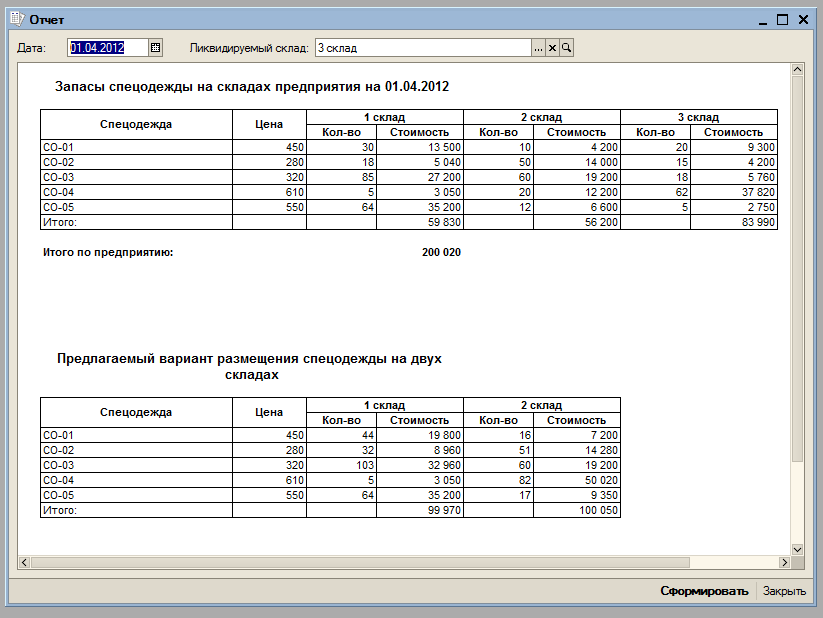 Отчет
Дата: 01.04.2012 Ликвидируемый склад: 3 склад ...
Запасы спецодежды на складах предприятия на 01.04.2012
Спецодежда Цена 1 склад 2 склад 3 склад
Кол-во Стоимость Кол-во Стоимость Кол-во Стоимость
СО-01 450 30 13 500 10 4 200 20 9 300
СО-02 280 18 5 040 50 14 000 15 4 200
СО-03 320 85 27 200 60 19 200 18 5 760
СО-04 610 5 3 050 20 12 200 62 37 820
СО-05 550 64 35 200 12 6 600 5 2 750
Итого: 59 830 56 200 83 990
Итого по предприятию: 200 020
Предлагаемый вариант размещения спецодежды на двух
складах
Спецодежда Цена 1 склад 2 склад
Кол-во Стоимость Кол-во Стоимость
СО-01 450 44 19 800 16 7 200
СО-02 280 32 8 960 51 14 280
СО-03 320 103 32 960 60 19 200
СО-04 610 5 3 050 82 50 020
СО-05 550 64 35 200 17 9 350
Итого: 99 970 100 050
Сформировать Закрыть